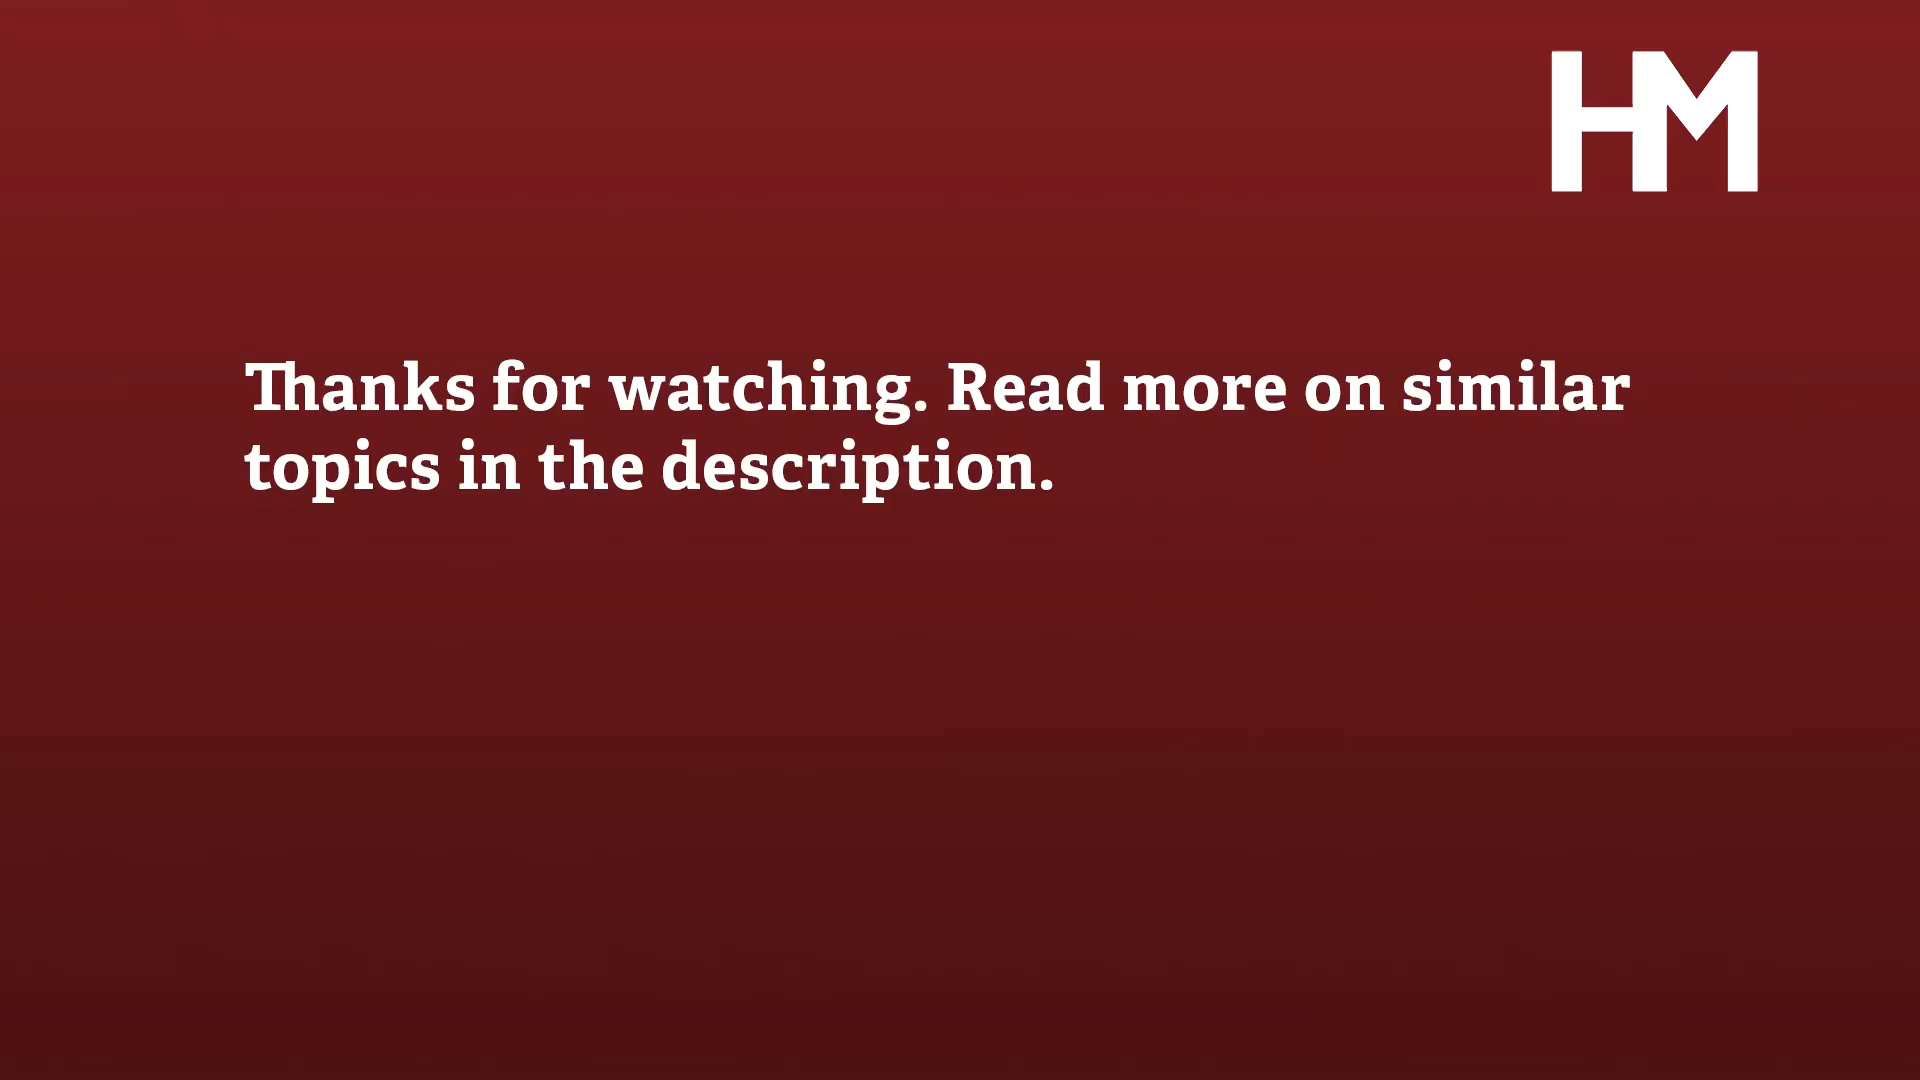 HM
Thanks for watching. Read more on similar
topics in the description.